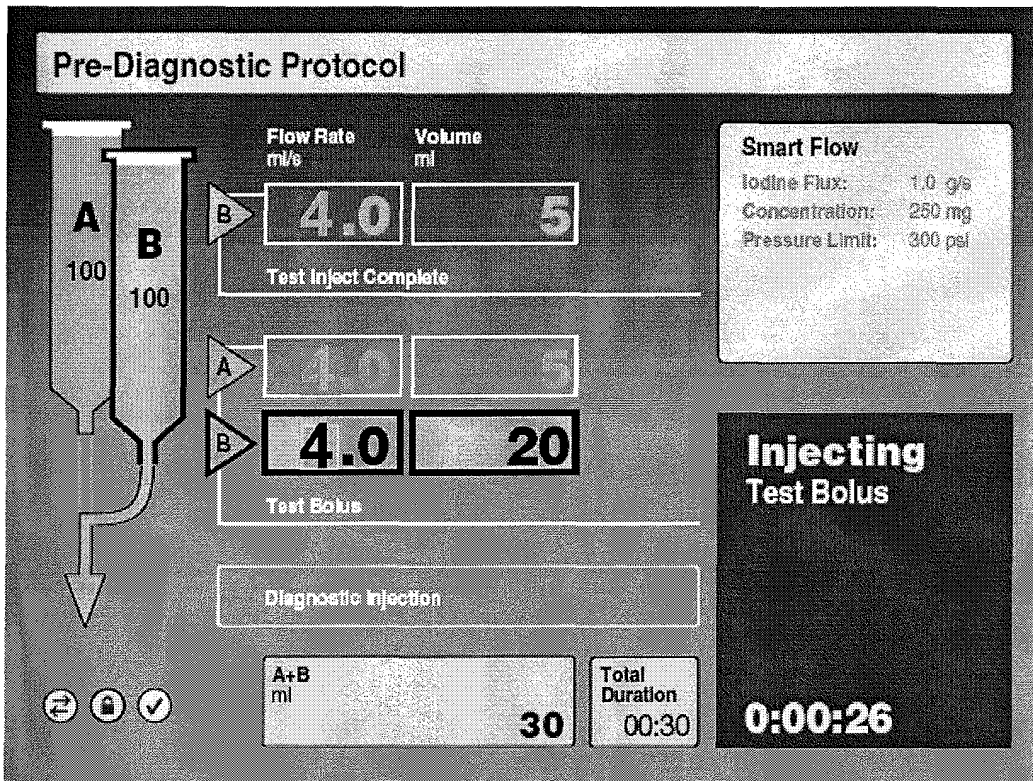 Pre-Diagnostic Protocol
A
100
B
100
Flow Rate
ml/s
Volume
ml
B
4.0
5
Test Inject Complete
A
4.0
5
B
4.0
20
Test Bolus
Diagnostic Injection
A+B
ml
30
Total
Duration
00:30
Smart Flow
Iodine Flux: 1.0 g/s
Concentration: 250 mg
Pressure Limit: 300 psi
Injecting
Test Bolus
0:00:26